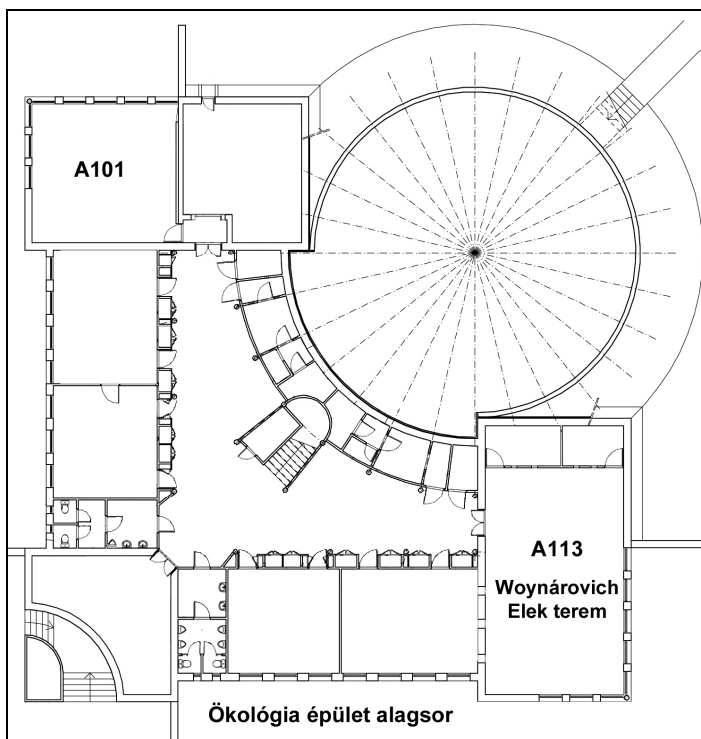 A101
A113
Woynárovich
Elek terem
Ökológia épület alagsor